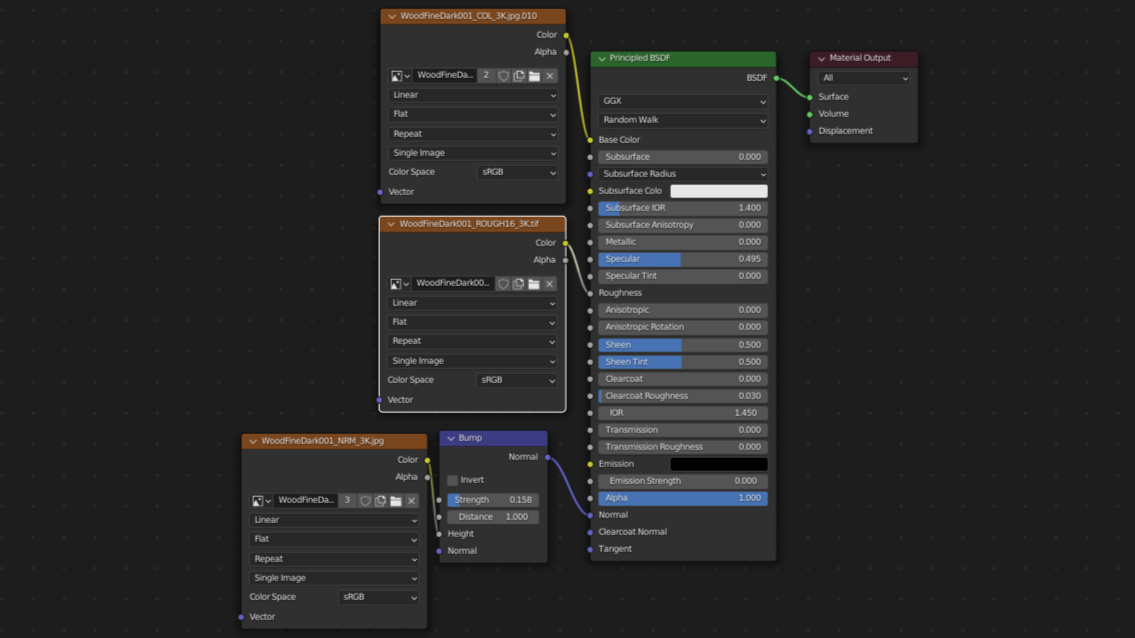 WoodFineDark001_COL_3K.jpg.010
Color
Alpha
WoodFineDa... 2
Linear
Flat
Repeat
Single Image
Color Space sRGB
Vector
WoodFineDark001_ROUGH16_3K.tif
Color
Alpha
WoodFineDark00...
Linear
Flat
Repeat
Single Image
Color Space sRGB
Vector
WoodFineDark001_NRM_3K.jpg
Color
Alpha
WoodFineDa... 3
Linear
Flat
Repeat
Single Image
Color Space sRGB
Vector
Bump
Normal
Invert
Strength 0.158
Distance 1.000
Height
Normal
Principled BSDF
BSDF
GGX
Random Walk
Base Color
Subsurface 0.000
Subsurface Radius
Subsurface Colo
Subsurface IOR 1.400
Subsurface Anisotropy 0.000
Metallic 0.000
Specular 0.495
Specular Tint 0.000
Roughness
Anisotropic 0.000
Anisotropic Rotation 0.000
Sheen 0.500
Sheen Tint 0.500
Clearcoat 0.000
Clearcoat Roughness 0.030
IOR 1.450
Transmission 0.000
Transmission Roughness 0.000
Emission
Emission Strength 0.000
Alpha 1.000
Normal
Clearcoat Normal
Tangent
Material Output
All
Surface
Volume
Displacement